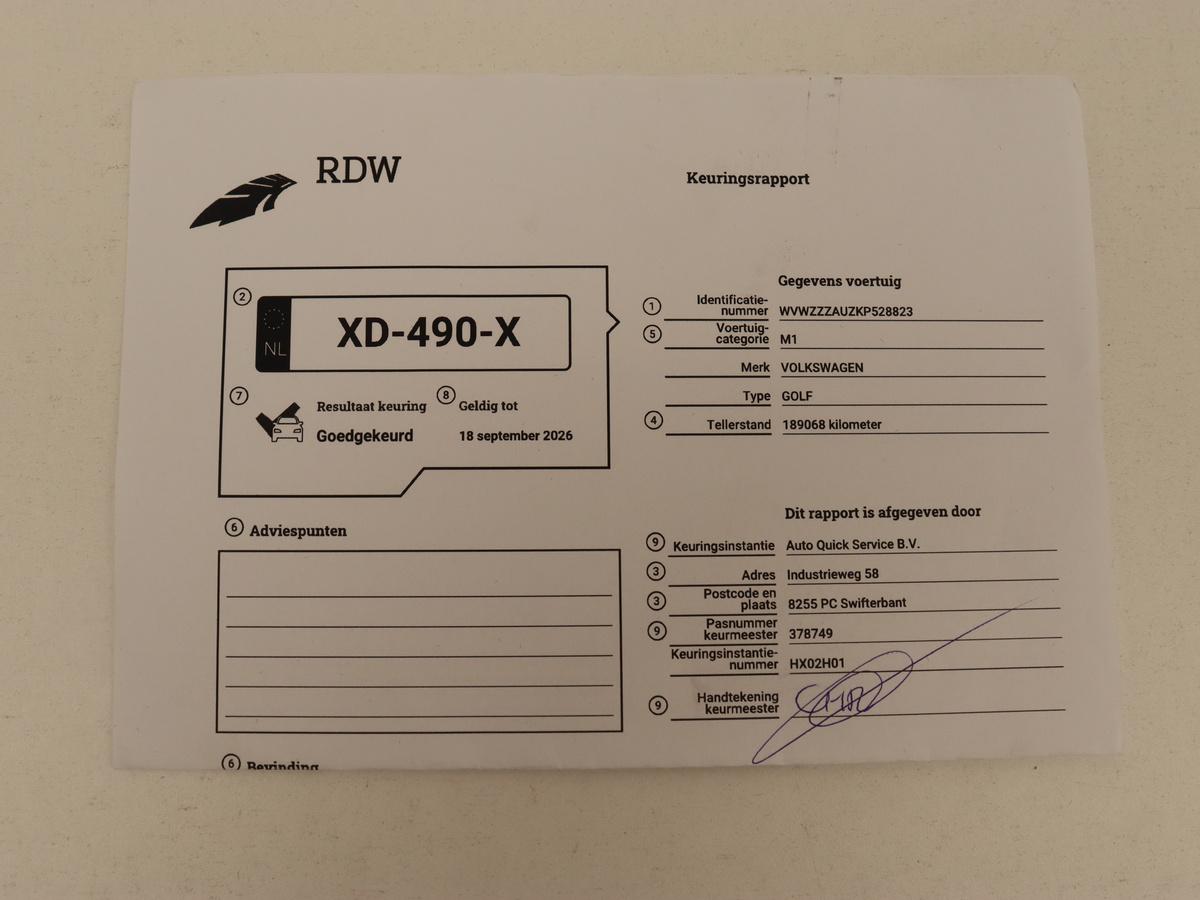 RDW
Keuringsrapport
2
NL
XD-490-X
7
Resultaat keuring
Goedgekeurd
8
Geldig tot
18 september 2026
Gegevens voertuig
1 Identificatie-
nummer WVWZZZAUZKP528823
5 Voertuig-
categorie M1
Merk VOLKSWAGEN
Type GOLF
4 Tellerstand 189068 kilometer
6 Adviespunten
Dit rapport is afgegeven door
9 Keuringsinstantie Auto Quick Service B.V.
3 Adres Industrieweg 58
3 Postcode en
plaats 8255 PC Swifterbant
9 Pasnummer
keurmeester 378749
Keuringsinstantie-
nummer HX02H01
9 Handtekening
keurmeester
6 Bevinding